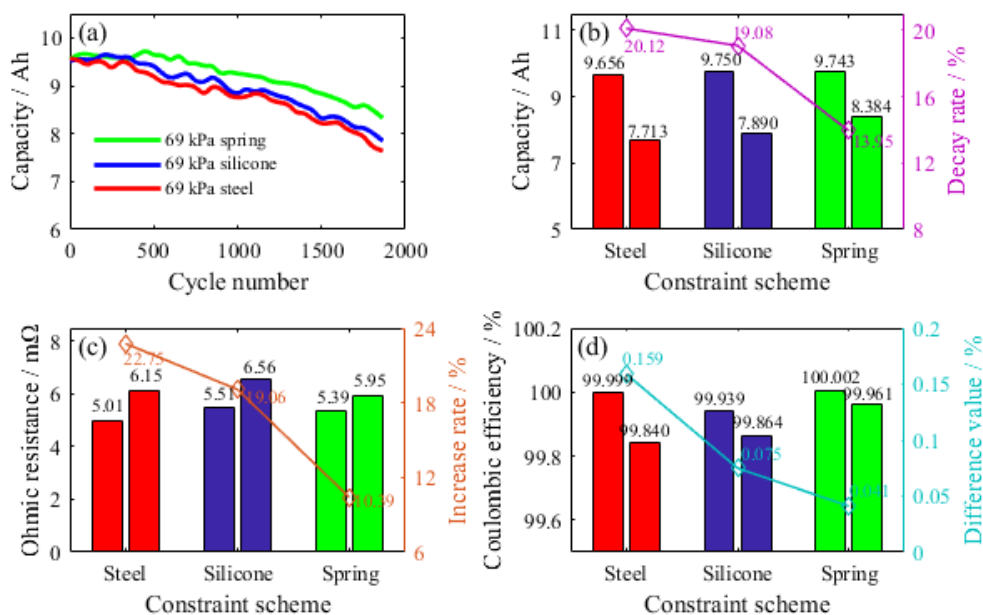 (a)
Capacity / Ah
10
9
8
7
6
69 kPa spring
69 kPa silicone
69 kPa steel
0
500
1000
1500
2000
Cycle number
(b)
Capacity / Ah
11
9
7
5
9.656
7.713
9.750
7.890
9.743
8.384
20.12
19.08
13.95
20
16
12
8
Decay rate / %
Steel
Silicone
Spring
Constraint scheme
(c)
Ohmic resistance / mΩ
8
6
4
2
0
5.01
6.15
5.51
6.56
5.39
5.95
22.75
19.06
10.39
24
18
12
6
Increase rate / %
Steel
Silicone
Spring
Constraint scheme
(d)
Coulombic efficiency / %
100.2
100
99.8
99.6
99.999
99.840
99.939
99.864
100.002
99.961
0.159
0.075
0.041
0.2
0.15
0.1
0.05
0
Difference value / %
Steel
Silicone
Spring
Constraint scheme